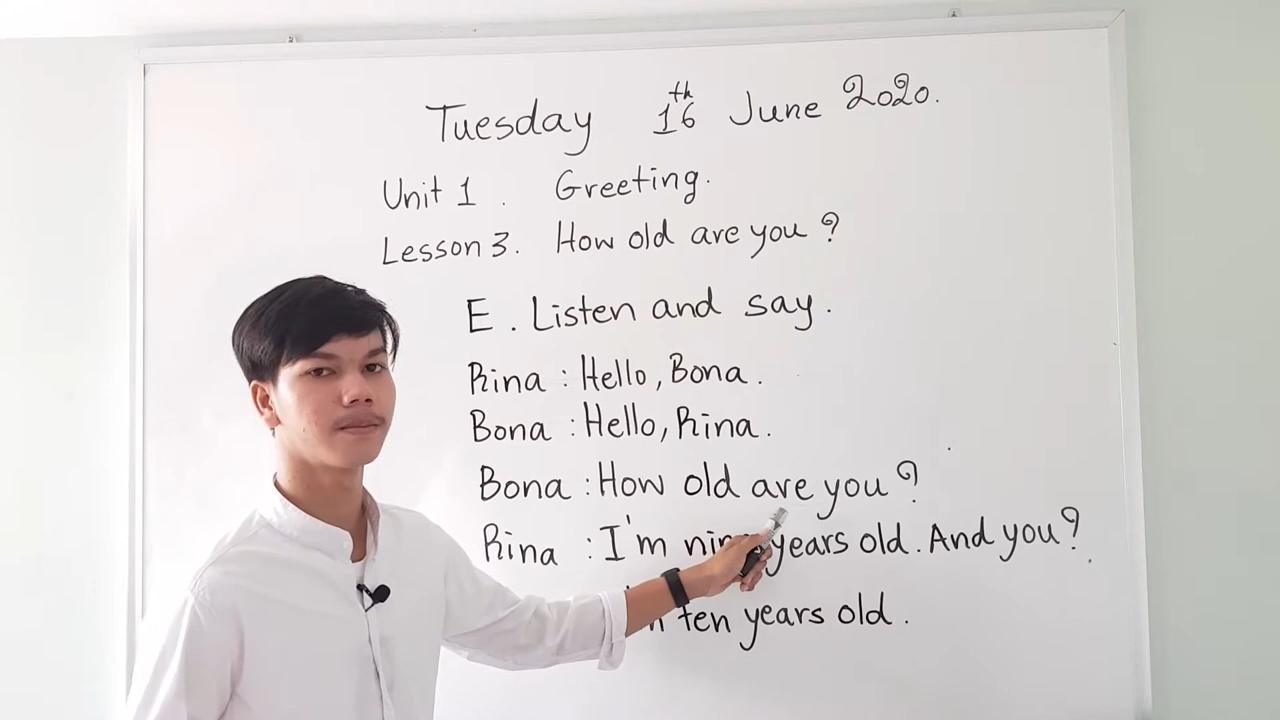 Tuesday 16th June 2020.
Unit 1 . Greeting.
Lesson 3. How old are you ?
E . Listen and say.
Rina : Hello, Bona.
Bona : Hello, Rina.
Bona : How old are you ?
Rina : I'm years old. And you?
ten years old.